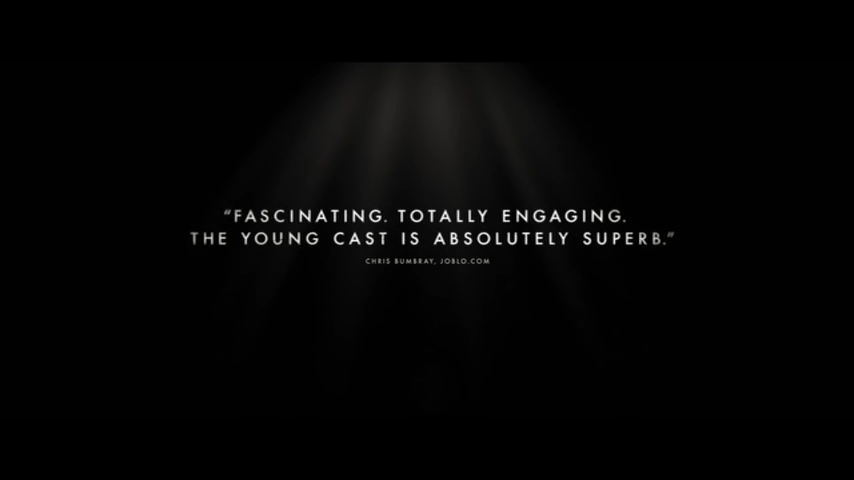 “FASCINATING. TOTALLY ENGAGING.
THE YOUNG CAST IS ABSOLUTELY SUPERB.”
CHRIS BUMBRAY, JOBLO.COM